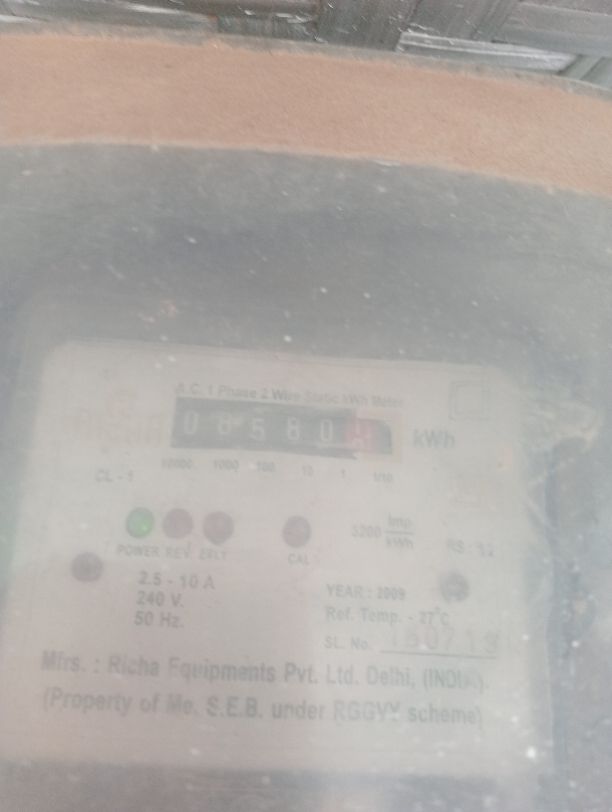 A.C. 1 Phase 2 Wire Static kWh Meter
0 8 5 8 0
kWh
10000 1000 100 10 1 1/10
CL - 1
3200 Imp/kWh
POWER REV EFLT CAL
2.5 - 10 A
240 V.
50 Hz.
YEAR : 2009
Ref. Temp. - 27°C
SL. No.
Mfrs. : Richa Equipments Pvt. Ltd. Delhi, (INDIA).
(Property of Me. S.E.B. under RGGVY scheme)